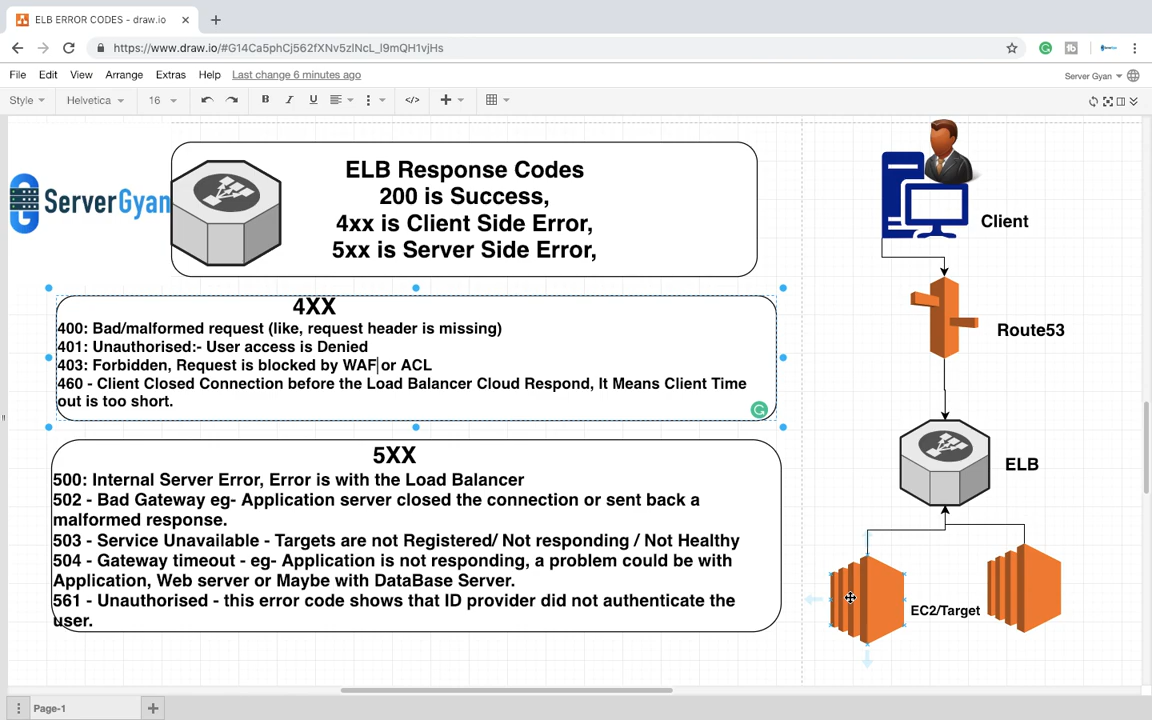 ELB ERROR CODES - draw.io
https://www.draw.io/#G14Ca5phCj562fXNv5zlNcL_l9mQH1vjHs
File Edit View Arrange Extras Help Last change 6 minutes ago
Server Gyan
Style Helvetica 16 B I U </>
ServerGyan
ELB Response Codes
200 is Success,
4xx is Client Side Error,
5xx is Server Side Error,
4XX
400: Bad/malformed request (like, request header is missing)
401: Unauthorised:- User access is Denied
403: Forbidden, Request is blocked by WAF or ACL
460 - Client Closed Connection before the Load Balancer Cloud Respond, It Means Client Time
out is too short.
5XX
500: Internal Server Error, Error is with the Load Balancer
502 - Bad Gateway eg- Application server closed the connection or sent back a
malformed response.
503 - Service Unavailable - Targets are not Registered/ Not responding / Not Healthy
504 - Gateway timeout - eg- Application is not responding, a problem could be with
Application, Web server or Maybe with DataBase Server.
561 - Unauthorised - this error code shows that ID provider did not authenticate the
user.
Client
Route53
ELB
EC2/Target
Page-1